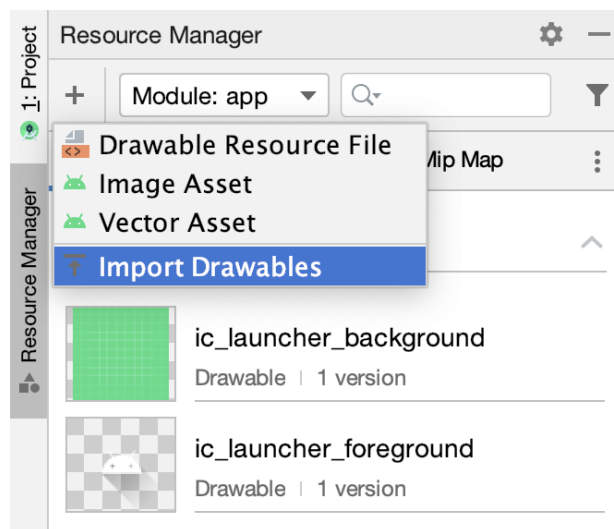 1: Project
Resource Manager
Resource Manager
Module: app
Drawable Resource File
Image Asset
Vector Asset
Import Drawables
Mip Map
ic_launcher_background
Drawable | 1 version
ic_launcher_foreground
Drawable | 1 version